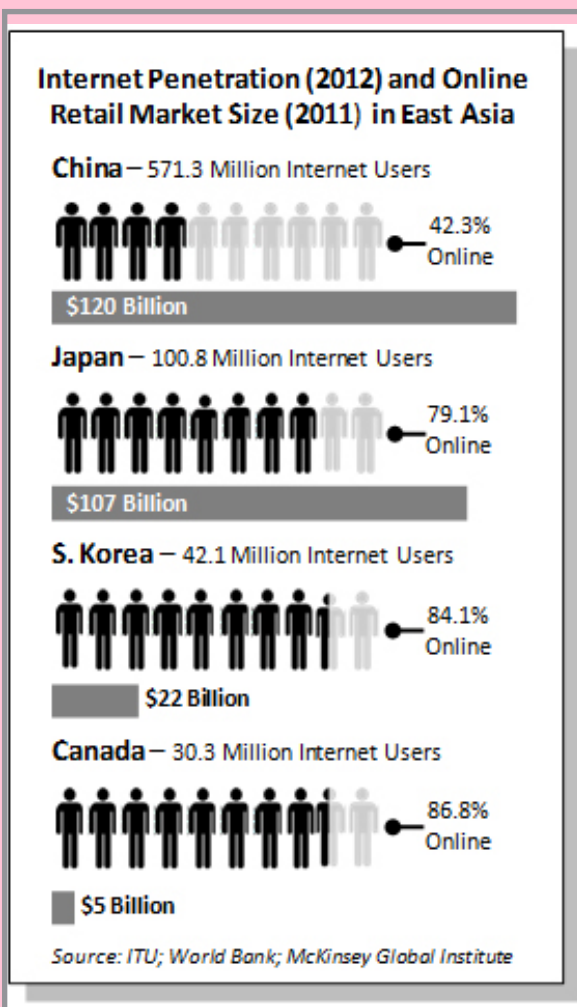 Internet Penetration (2012) and Online
Retail Market Size (2011) in East Asia
China – 571.3 Million Internet Users
42.3%
Online
$120 Billion
Japan – 100.8 Million Internet Users
79.1%
Online
$107 Billion
S. Korea – 42.1 Million Internet Users
84.1%
Online
$22 Billion
Canada – 30.3 Million Internet Users
86.8%
Online
$5 Billion
Source: ITU; World Bank; McKinsey Global Institute